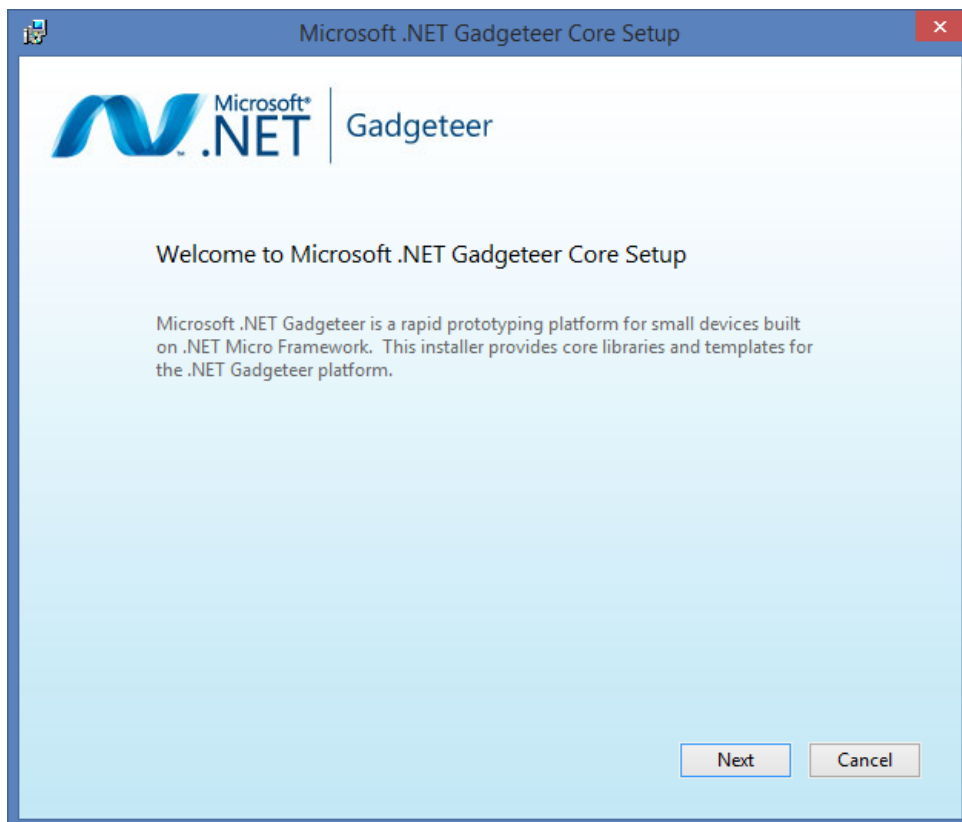 Microsoft .NET Gadgeteer Core Setup
Microsoft®
.NET™
Gadgeteer
Welcome to Microsoft .NET Gadgeteer Core Setup
Microsoft .NET Gadgeteer is a rapid prototyping platform for small devices built
on .NET Micro Framework.  This installer provides core libraries and templates for
the .NET Gadgeteer platform.
Next
Cancel